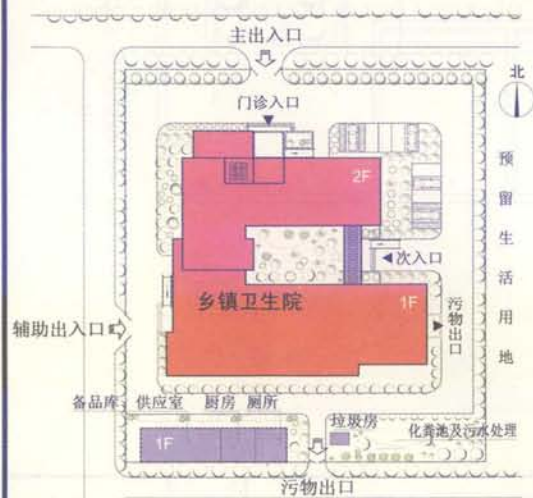 主出入口
北
门诊入口
2F
预留生活用地
次入口
乡镇卫生院
1F
污物出口
辅助出入口
备品库 供应室 厨房 厕所
垃圾房
化粪池及污水处理
1F
污物出口